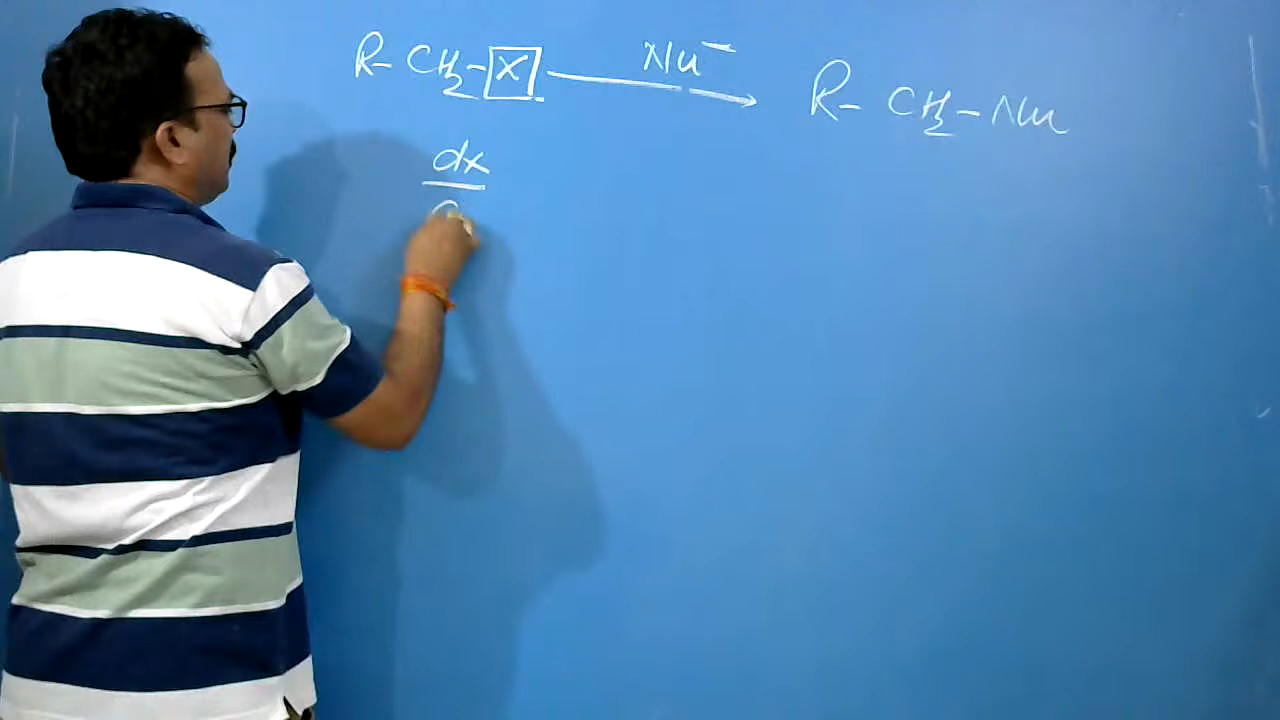 R-CH₂-X Nu⁻ → R-CH₂-Nu
dx